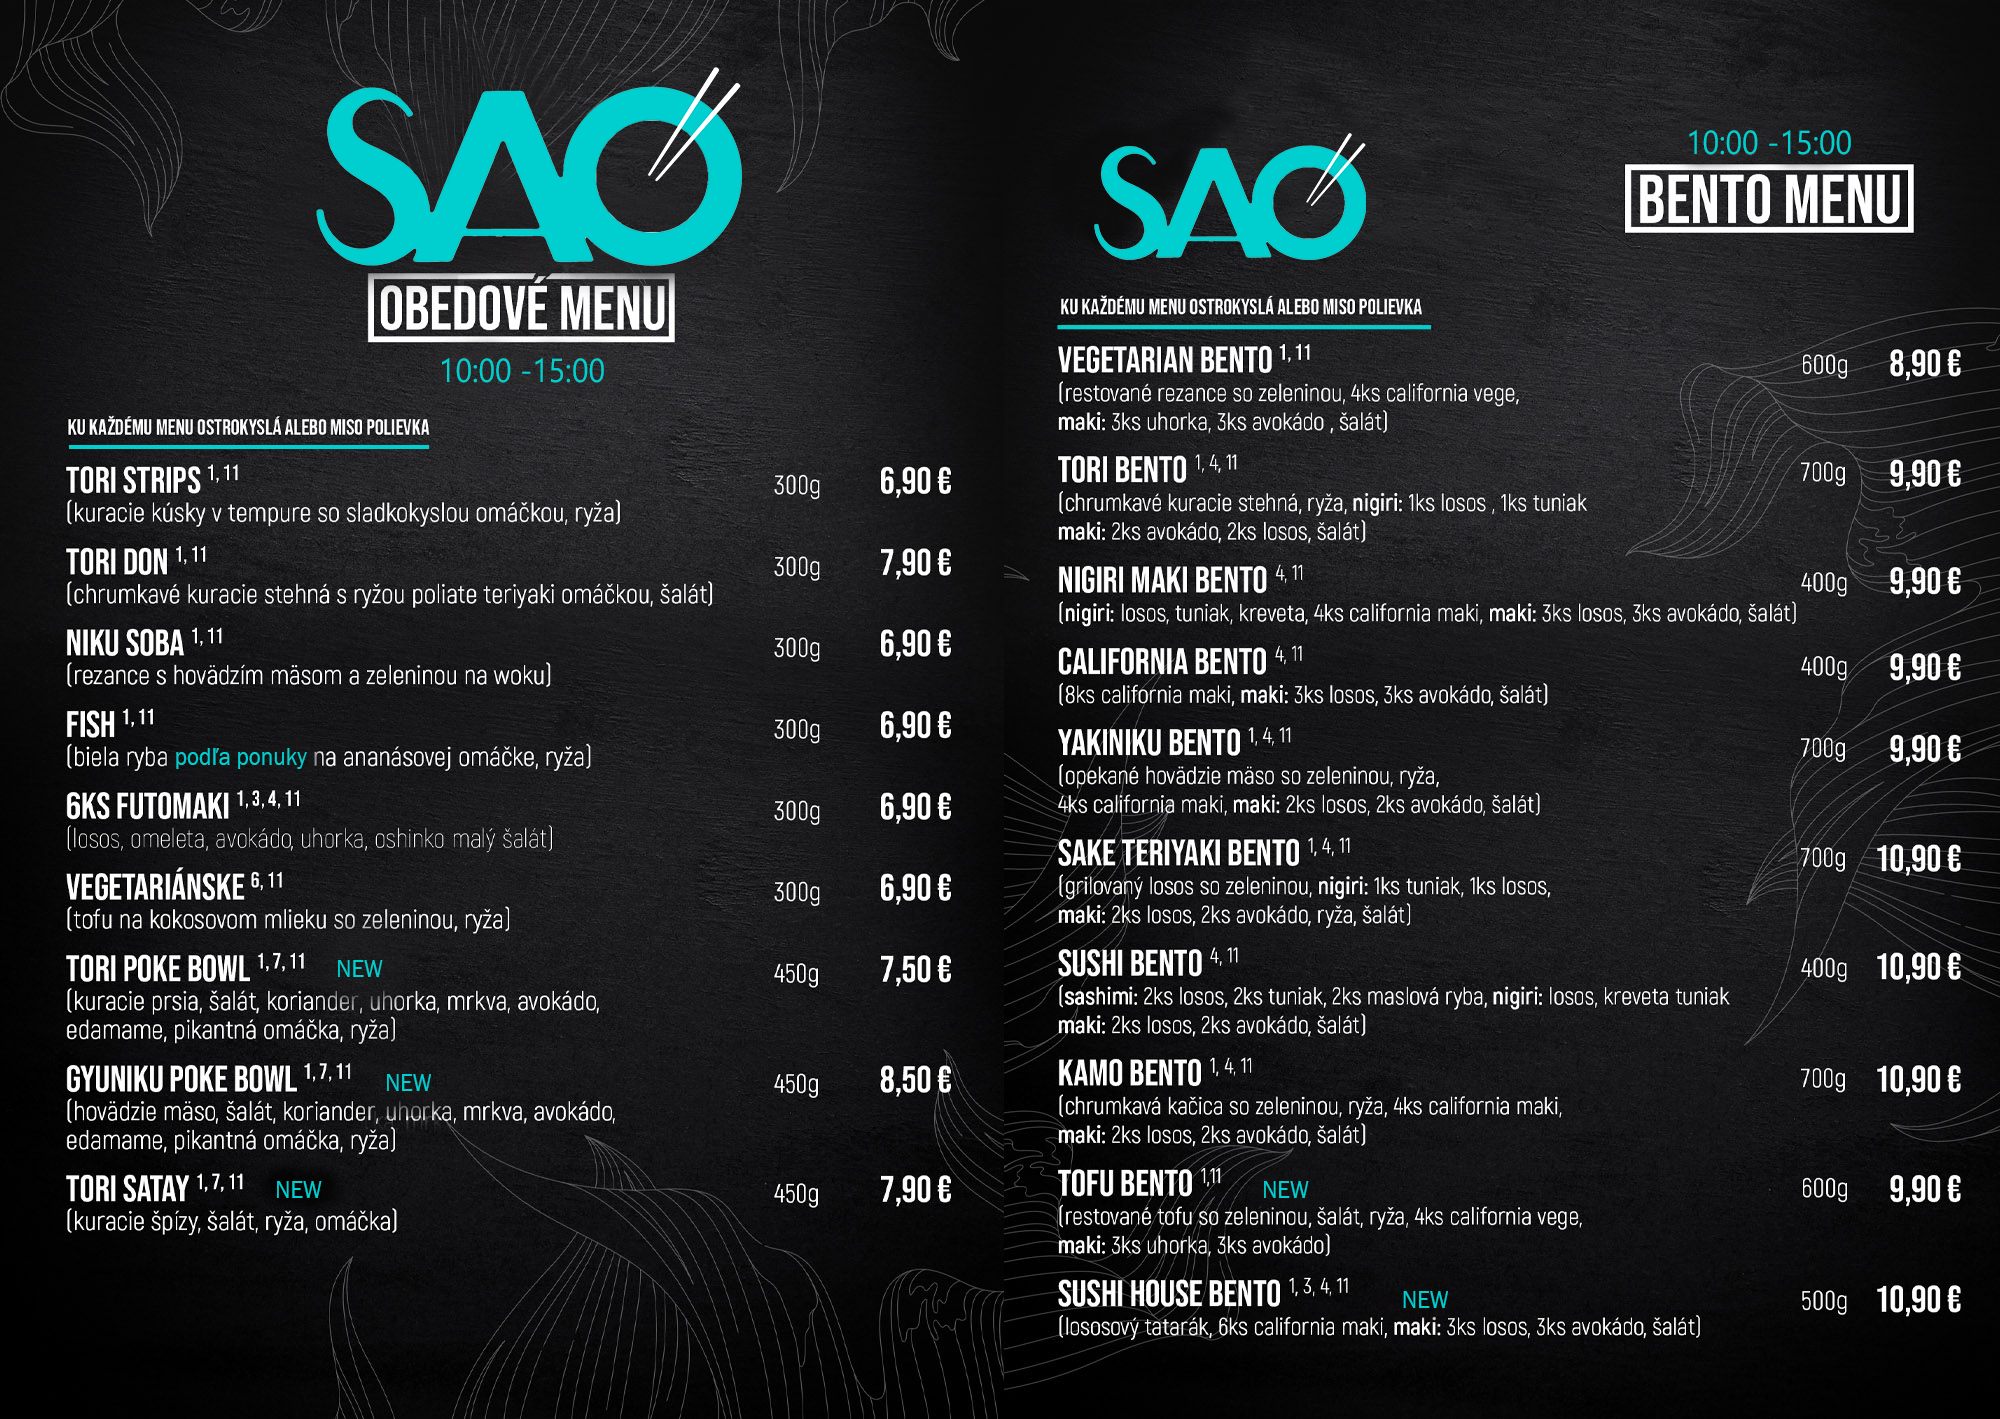 SAO
OBEDOVÉ MENU
10:00 -15:00
KU KAŽDÉMU MENU OSTROKYSLÁ ALEBO MISO POLIEVKA
TORI STRIPS 1, 11 300g 6,90 €
(kuracie kúsky v tempure so sladkokyslou omáčkou, ryža)
TORI DON 1, 11 300g 7,90 €
(chrumkavé kuracie stehná s ryžou poliate teriyaki omáčkou, šalát)
NIKU SOBA 1, 11 300g 6,90 €
(rezance s hovädzím mäsom a zeleninou na woku)
FISH 1, 11 300g 6,90 €
(biela ryba podľa ponuky na ananásovej omáčke, ryža)
6KS FUTOMAKI 1, 3, 4, 11 300g 6,90 €
(losos, omeleta, avokádo, uhorka, oshinko malý šalát)
VEGETARIÁNSKE 6, 11 300g 6,90 €
(tofu na kokosovom mlieku so zeleninou, ryža)
TORI POKE BOWL 1, 7, 11 NEW 450g 7,50 €
(kuracie prsia, šalát, koriander, uhorka, mrkva, avokádo,
edamame, pikantná omáčka, ryža)
GYUNIKU POKE BOWL 1, 7, 11 NEW 450g 8,50 €
(hovädzie mäso, šalát, koriander, uhorka, mrkva, avokádo,
edamame, pikantná omáčka, ryža)
TORI SATAY 1, 7, 11 NEW 450g 7,90 €
(kuracie špízy, šalát, ryža, omáčka)
SAO
10:00 -15:00
BENTO MENU
KU KAŽDÉMU MENU OSTROKYSLÁ ALEBO MISO POLIEVKA
VEGETARIAN BENTO 1, 11 600g 8,90 €
(restované rezance so zeleninou, 4ks california vege,
maki: 3ks uhorka, 3ks avokádo , šalát)
TORI BENTO 1, 4, 11 700g 9,90 €
(chrumkavé kuracie stehná, ryža, nigiri: 1ks losos , 1ks tuniak
maki: 2ks avokádo, 2ks losos, šalát)
NIGIRI MAKI BENTO 4, 11 400g 9,90 €
(nigiri: losos, tuniak, kreveta, 4ks california maki, maki: 3ks losos, 3ks avokádo, šalát)
CALIFORNIA BENTO 4, 11 400g 9,90 €
(8ks california maki, maki: 3ks losos, 3ks avokádo, šalát)
YAKINIKU BENTO 1, 4, 11 700g 9,90 €
(opekané hovädzie mäso so zeleninou, ryža,
4ks california maki, maki: 2ks losos, 2ks avokádo, šalát)
SAKE TERIYAKI BENTO 1, 4, 11 700g 10,90 €
(grilovaný losos so zeleninou, nigiri: 1ks tuniak, 1ks losos,
maki: 2ks losos, 2ks avokádo, ryža, šalát)
SUSHI BENTO 4, 11 400g 10,90 €
(sashimi: 2ks losos, 2ks tuniak, 2ks maslová ryba, nigiri: losos, kreveta tuniak
maki: 2ks losos, 2ks avokádo, šalát)
KAMO BENTO 1, 4, 11 700g 10,90 €
(chrumkavá kačica so zeleninou, ryža, 4ks california maki,
maki: 2ks losos, 2ks avokádo, šalát)
TOFU BENTO 1,11 NEW 600g 9,90 €
(restované tofu so zeleninou, šalát, ryža, 4ks california vege,
maki: 3ks uhorka, 3ks avokádo)
SUSHI HOUSE BENTO 1, 3, 4, 11 NEW 500g 10,90 €
(lososový tatarák, 6ks california maki, maki: 3ks losos, 3ks avokádo, šalát)